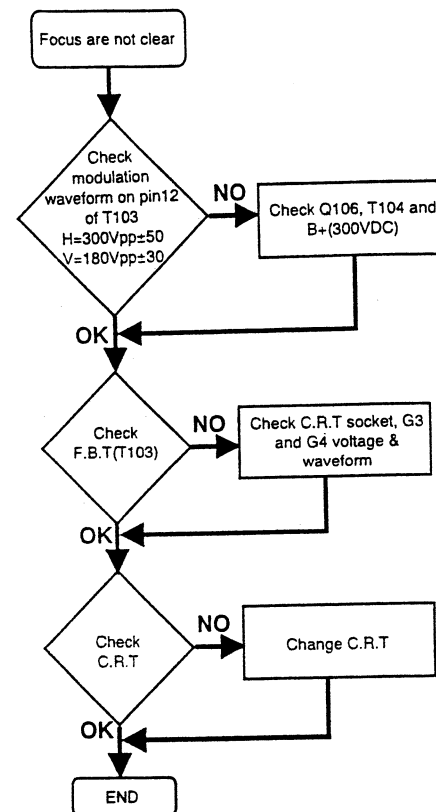 Focus are not clear
Check
modulation
waveform on pin12
of T103
H=300Vpp±50
V=180Vpp±30
NO
Check Q106, T104 and
B+(300VDC)
OK
Check
F.B.T(T103)
NO
Check C.R.T socket, G3
and G4 voltage &
waveform
OK
Check
C.R.T
NO
Change C.R.T
OK
END